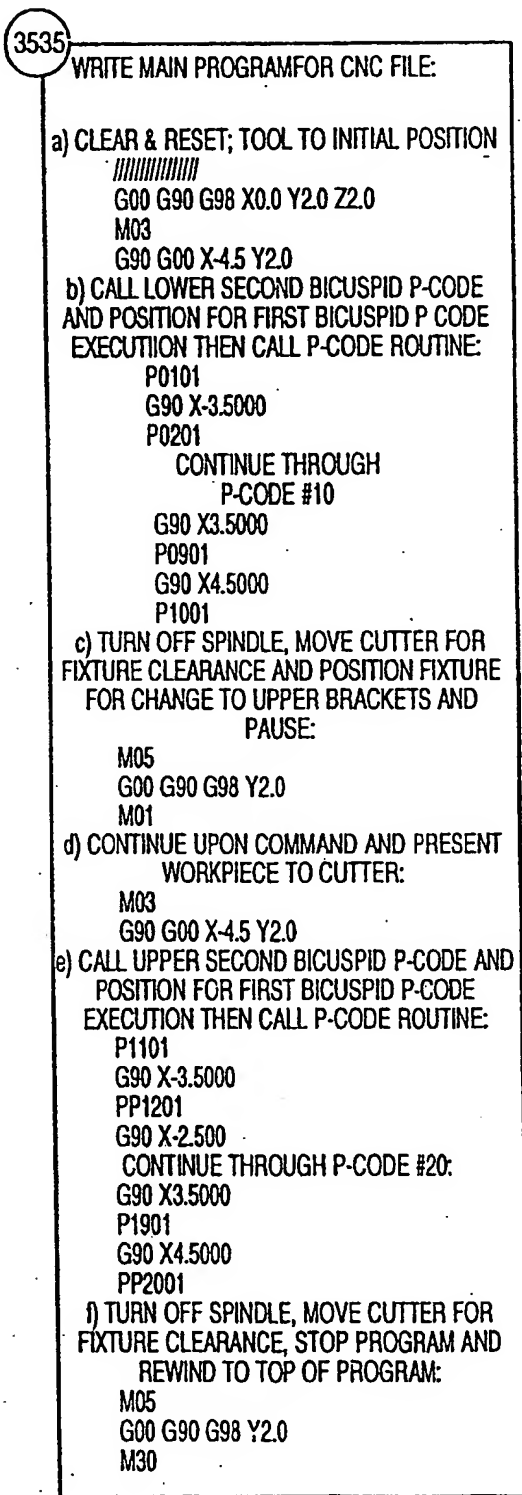 3535
WRITE MAIN PROGRAMFOR CNC FILE:
a) CLEAR & RESET; TOOL TO INITIAL POSITION
////////////////
G00 G90 G98 X0.0 Y2.0 Z2.0
M03
G90 G00 X-4.5 Y2.0
b) CALL LOWER SECOND BICUSPID P-CODE
AND POSITION FOR FIRST BICUSPID P CODE
EXECUTIION THEN CALL P-CODE ROUTINE:
P0101
G90 X-3.5000
P0201
CONTINUE THROUGH
P-CODE #10
G90 X3.5000
P0901
G90 X4.5000
P1001
c) TURN OFF SPINDLE, MOVE CUTTER FOR
FIXTURE CLEARANCE AND POSITION FIXTURE
FOR CHANGE TO UPPER BRACKETS AND
PAUSE:
M05
G00 G90 G98 Y2.0
M01
d) CONTINUE UPON COMMAND AND PRESENT
WORKPIECE TO CUTTER:
M03
G90 G00 X-4.5 Y2.0
e) CALL UPPER SECOND BICUSPID P-CODE AND
POSITION FOR FIRST BICUSPID P-CODE
EXECUTION THEN CALL P-CODE ROUTINE:
P1101
G90 X-3.5000
PP1201
G90 X-2.500
CONTINUE THROUGH P-CODE #20:
G90 X3.5000
P1901
G90 X4.5000
PP2001
f) TURN OFF SPINDLE, MOVE CUTTER FOR
FIXTURE CLEARANCE, STOP PROGRAM AND
REWIND TO TOP OF PROGRAM:
M05
G00 G90 G98 Y2.0
M30